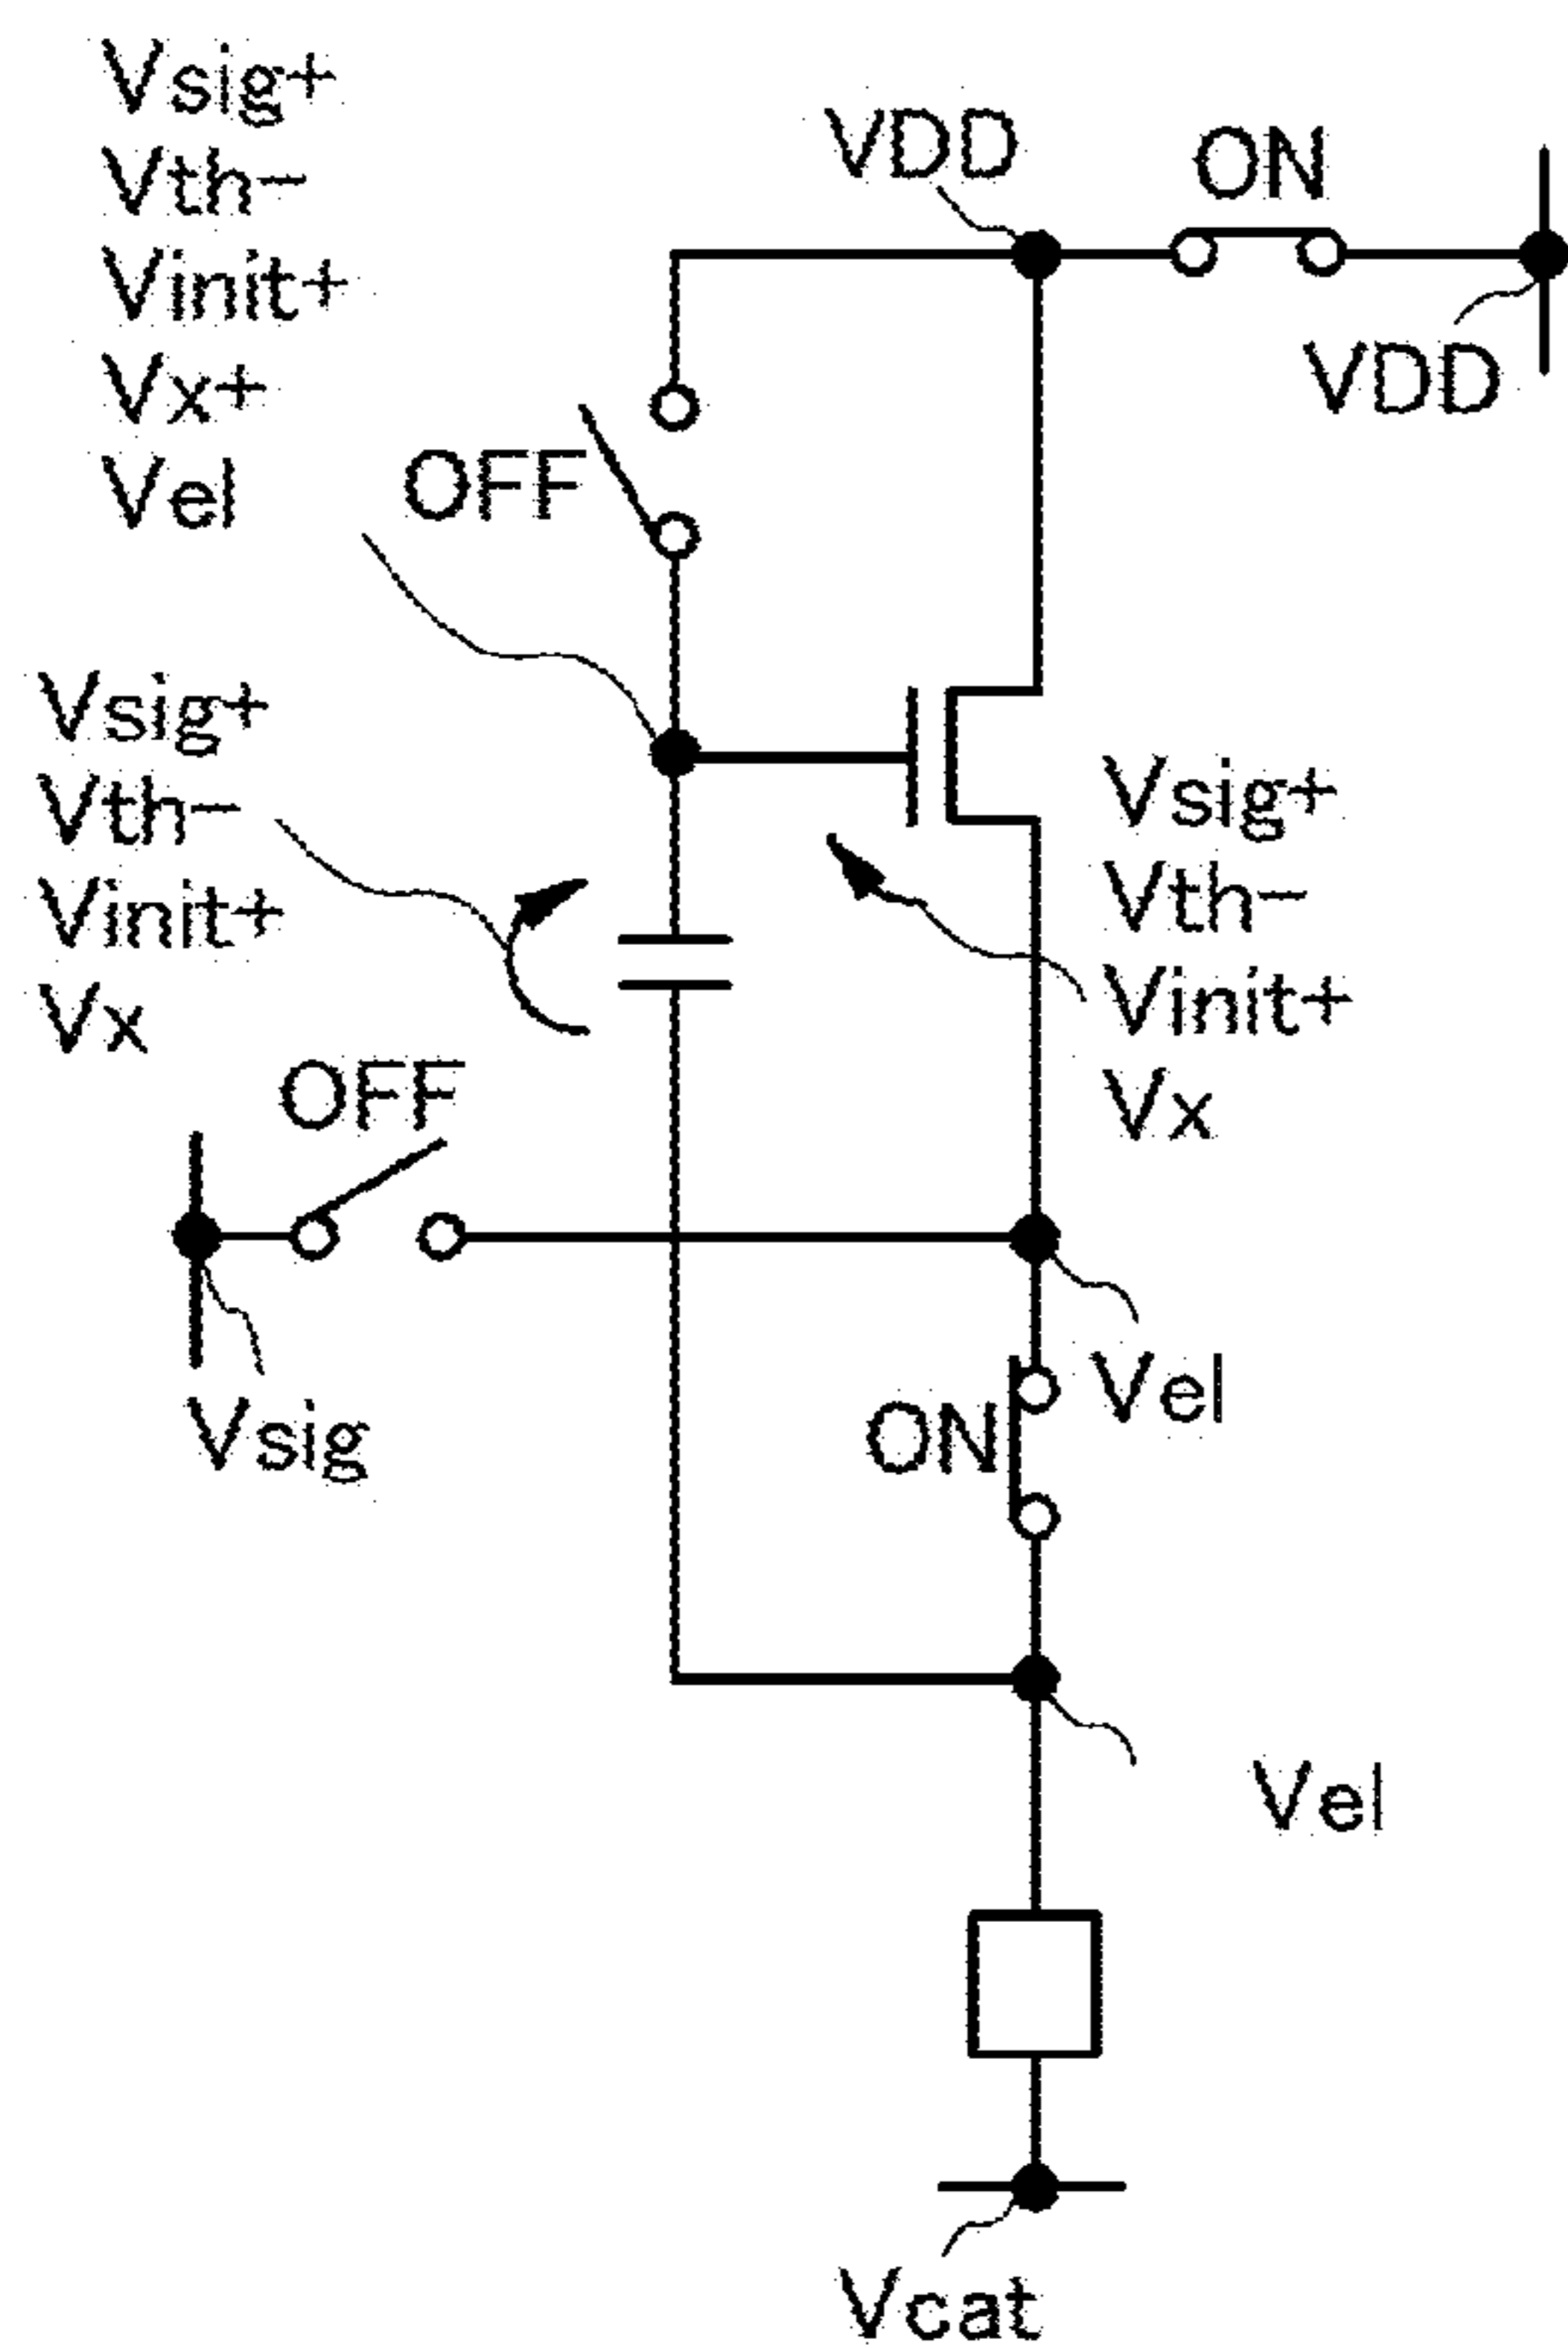 Vsig+
Vth−
Vinit+
Vx+
Vel
VDD
ON
VDD
OFF
Vsig+
Vth−
Vinit+
Vx
Vsig+
Vth−
Vinit+
Vx
OFF
Vsig
Vel
ON
Vel
Vcat